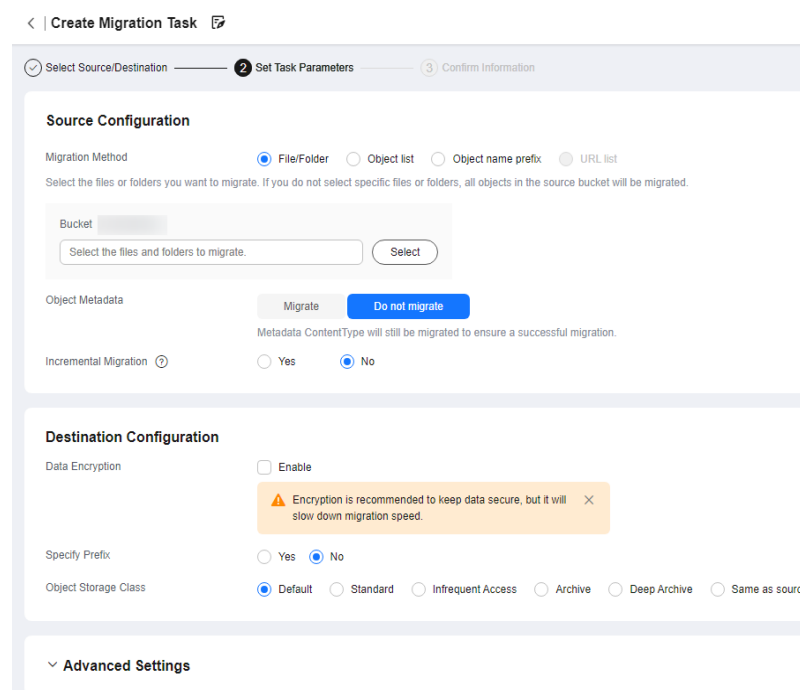 Create Migration Task
Select Source/Destination 2 Set Task Parameters 3 Confirm Information
Source Configuration
Migration Method File/Folder Object list Object name prefix URL list
Select the files or folders you want to migrate. If you do not select specific files or folders, all objects in the source bucket will be migrated.
Bucket
Select the files and folders to migrate. Select
Object Metadata Migrate Do not migrate
Metadata ContentType will still be migrated to ensure a successful migration.
Incremental Migration ? Yes No
Destination Configuration
Data Encryption Enable
Encryption is recommended to keep data secure, but it will
slow down migration speed.
Specify Prefix Yes No
Object Storage Class Default Standard Infrequent Access Archive Deep Archive Same as sourc
Advanced Settings